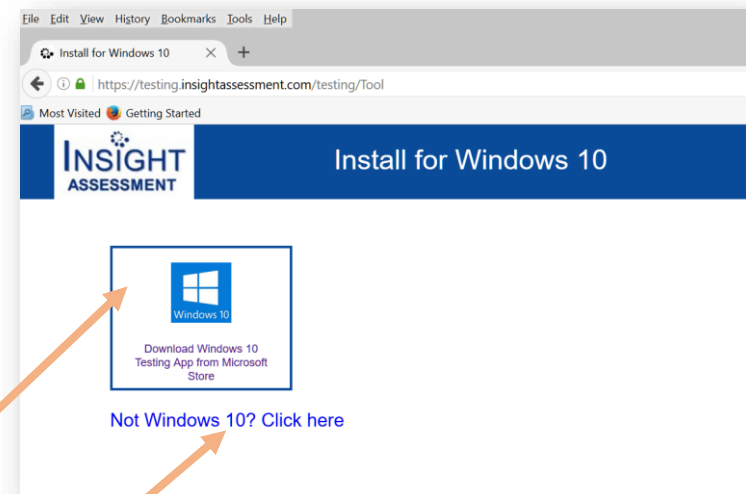 File Edit View History Bookmarks Tools Help
Install for Windows 10
https://testing.insightassessment.com/testing/Tool
Most Visited Getting Started
INSIGHT
ASSESSMENT
Install for Windows 10
Windows 10
Download Windows 10
Testing App from Microsoft
Store
Not Windows 10? Click here